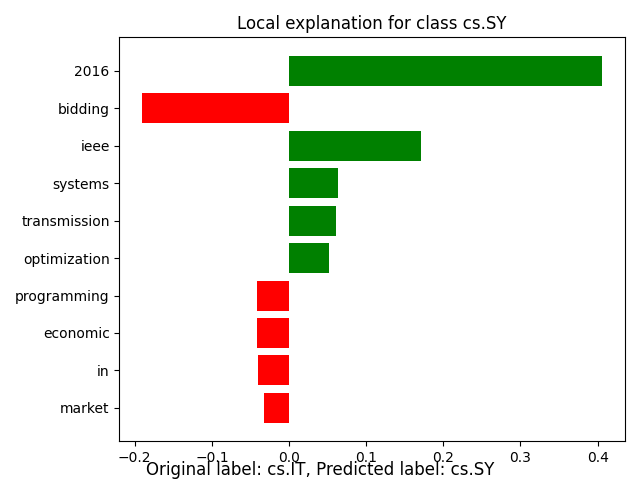 Local explanation for class cs.SY
2016
bidding
ieee
systems
transmission
optimization
programming
economic
in
market
−0.2 −0.1 0.0 0.1 0.2 0.3 0.4
Original label: cs.IT, Predicted label: cs.SY